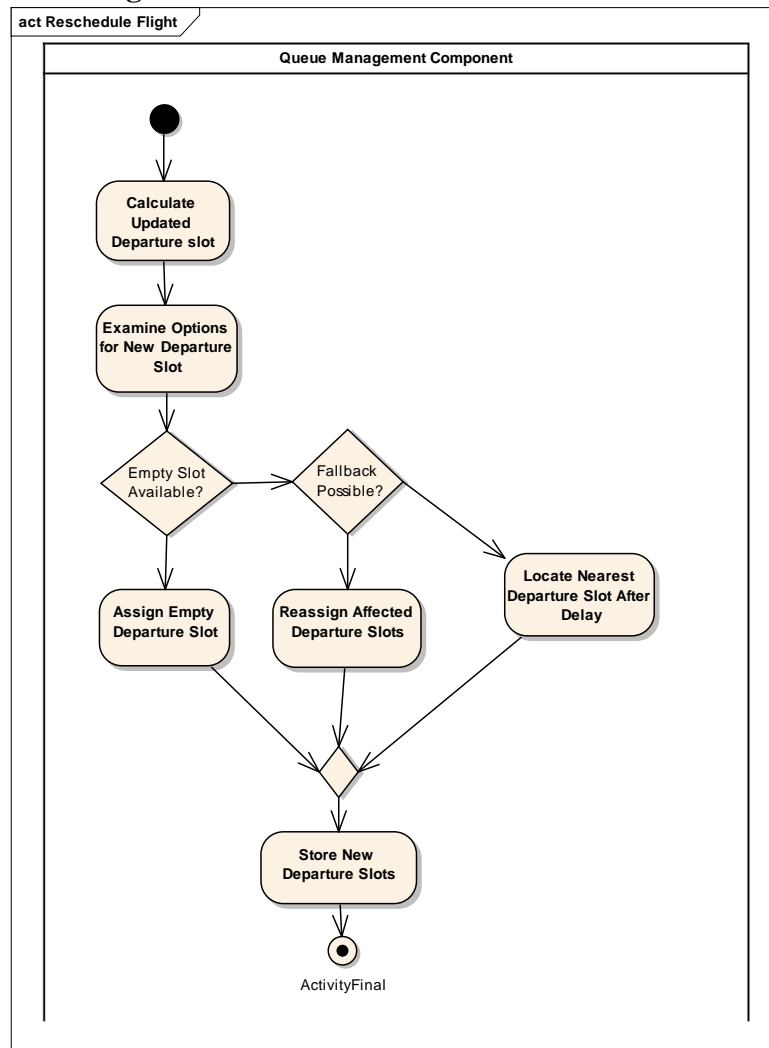 act Reschedule Flight
Queue Management Component
Calculate
Updated
Departure slot
Examine Options
for New Departure
Slot
Empty Slot
Available?
Fallback
Possible?
Assign Empty
Departure Slot
Reassign Affected
Departure Slots
Locate Nearest
Departure Slot After
Delay
Store New
Departure Slots
ActivityFinal